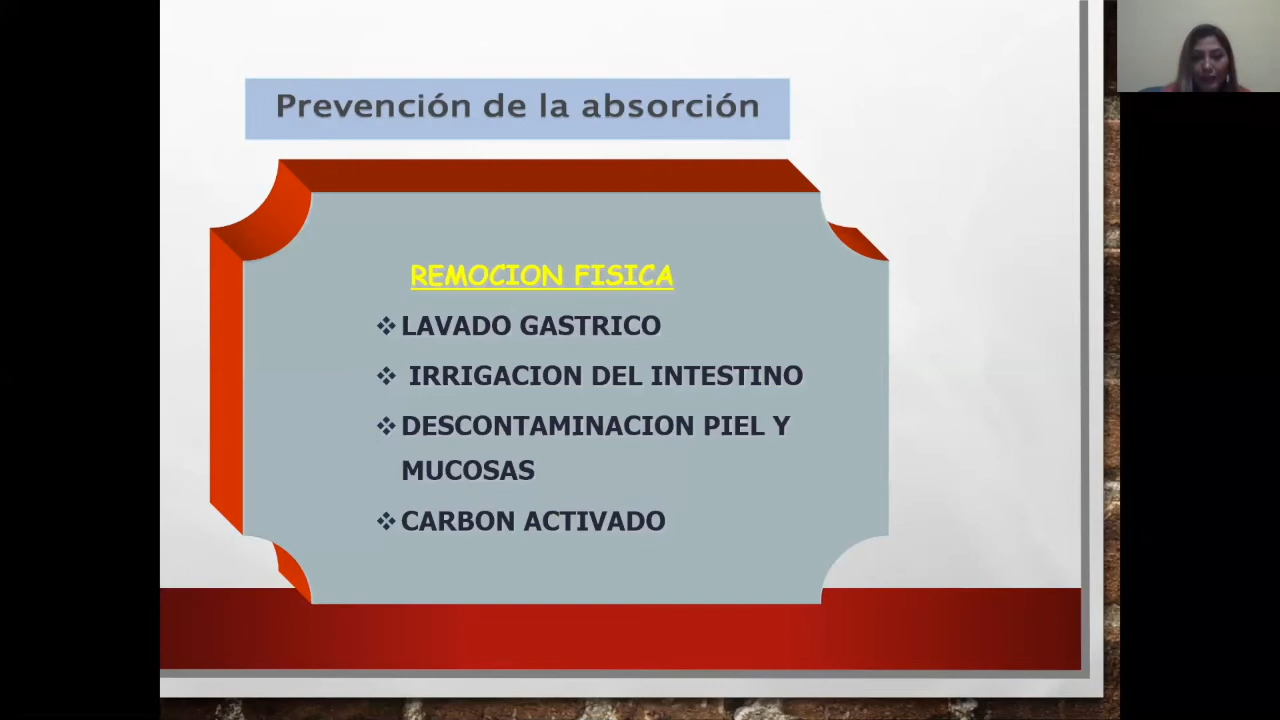 Prevención de la absorción
REMOCION FISICA
❖LAVADO GASTRICO
❖ IRRIGACION DEL INTESTINO
❖DESCONTAMINACION PIEL Y
MUCOSAS
❖CARBON ACTIVADO